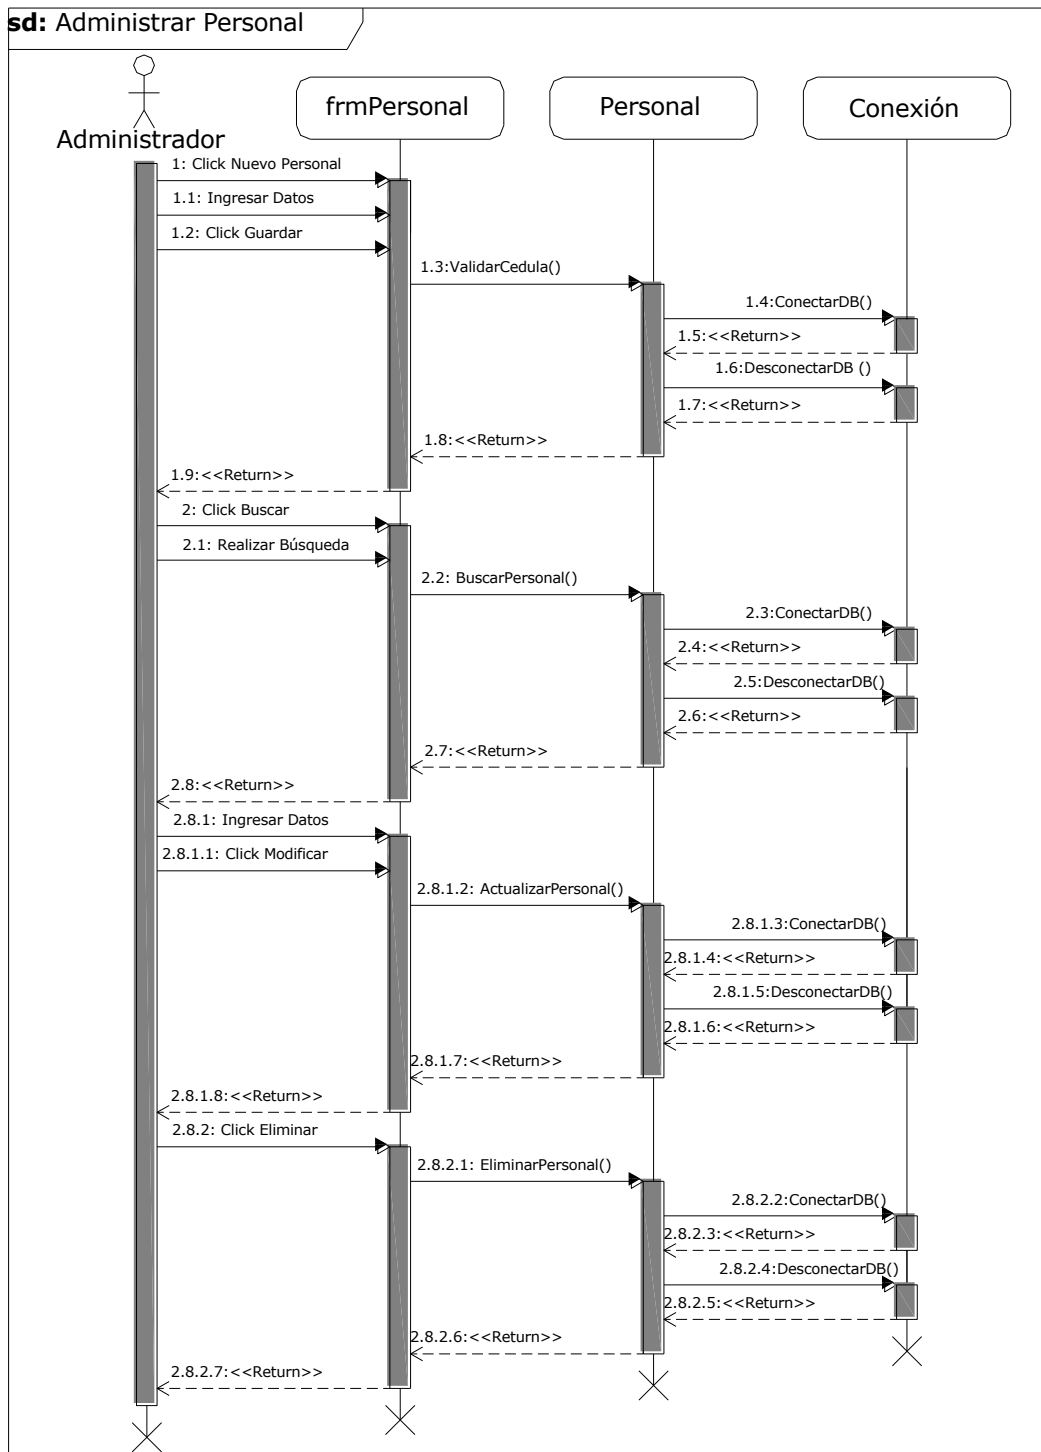 sd: Administrar Personal
Administrador
frmPersonal
Personal
Conexión
1: Click Nuevo Personal
1.1: Ingresar Datos
1.2: Click Guardar
1.3:ValidarCedula()
1.4:ConectarDB()
1.5:<<Return>>
1.6:DesconectarDB ()
1.7:<<Return>>
1.8:<<Return>>
1.9:<<Return>>
2: Click Buscar
2.1: Realizar Búsqueda
2.2: BuscarPersonal()
2.3:ConectarDB()
2.4:<<Return>>
2.5:DesconectarDB()
2.6:<<Return>>
2.7:<<Return>>
2.8:<<Return>>
2.8.1: Ingresar Datos
2.8.1.1: Click Modificar
2.8.1.2: ActualizarPersonal()
2.8.1.3:ConectarDB()
2.8.1.4:<<Return>>
2.8.1.5:DesconectarDB()
2.8.1.6:<<Return>>
2.8.1.7:<<Return>>
2.8.1.8:<<Return>>
2.8.2: Click Eliminar
2.8.2.1: EliminarPersonal()
2.8.2.2:ConectarDB()
2.8.2.3:<<Return>>
2.8.2.4:DesconectarDB()
2.8.2.5:<<Return>>
2.8.2.6:<<Return>>
2.8.2.7:<<Return>>